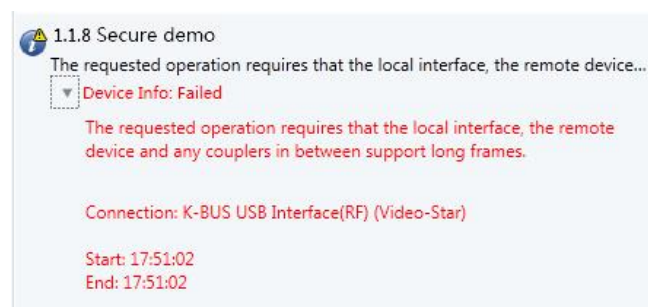 1.1.8 Secure demo
The requested operation requires that the local interface, the remote device...
Device Info: Failed
The requested operation requires that the local interface, the remote
device and any couplers in between support long frames.
Connection: K-BUS USB Interface(RF) (Video-Star)
Start: 17:51:02
End: 17:51:02